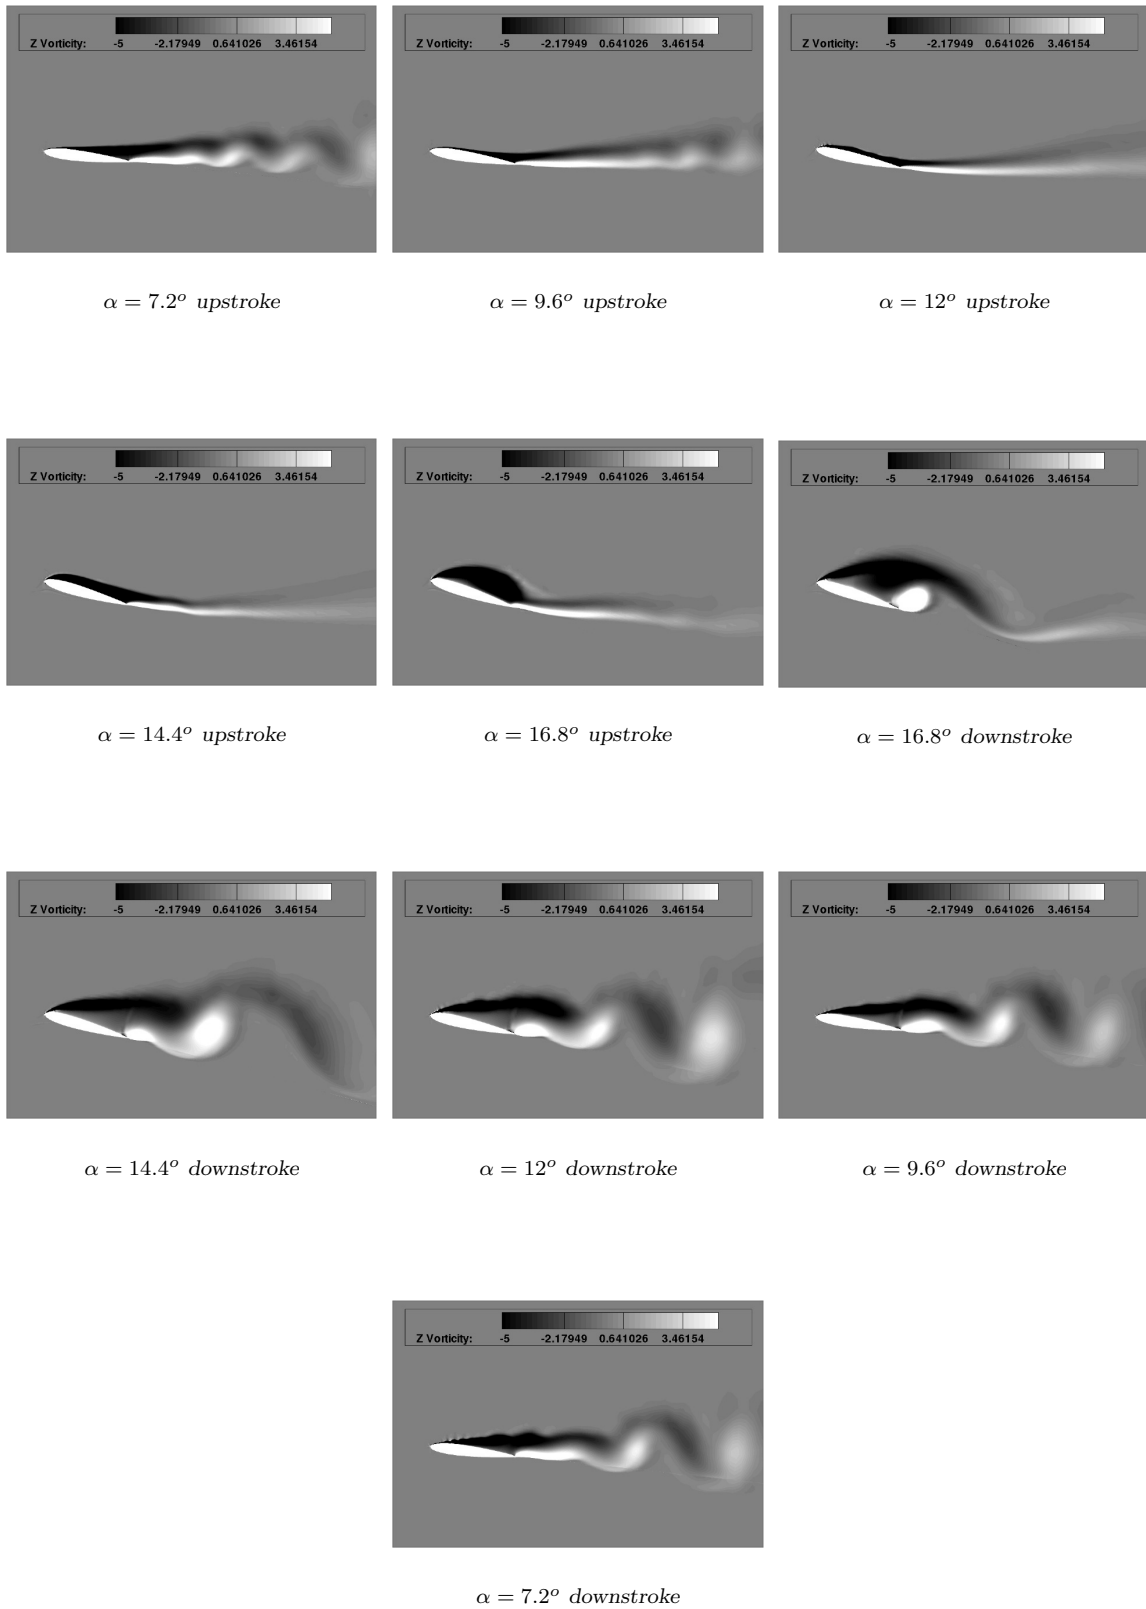 Z Vorticity: -5 -2.17949 0.641026 3.46154
Z Vorticity: -5 -2.17949 0.641026 3.46154
Z Vorticity: -5 -2.17949 0.641026 3.46154
α = 7.2° upstroke
α = 9.6° upstroke
α = 12° upstroke
Z Vorticity: -5 -2.17949 0.641026 3.46154
Z Vorticity: -5 -2.17949 0.641026 3.46154
Z Vorticity: -5 -2.17949 0.641026 3.46154
α = 14.4° upstroke
α = 16.8° upstroke
α = 16.8° downstroke
Z Vorticity: -5 -2.17949 0.641026 3.46154
Z Vorticity: -5 -2.17949 0.641026 3.46154
Z Vorticity: -5 -2.17949 0.641026 3.46154
α = 14.4° downstroke
α = 12° downstroke
α = 9.6° downstroke
Z Vorticity: -5 -2.17949 0.641026 3.46154
α = 7.2° downstroke